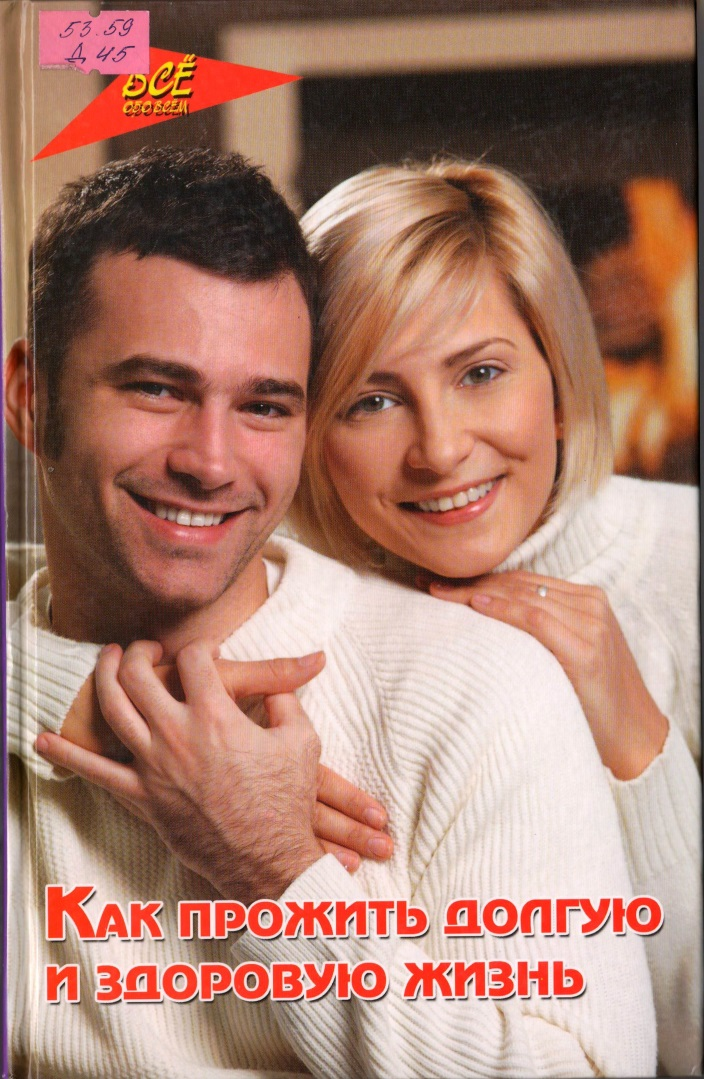 53.59
Д 45
ВСЁ
ОБО ВСЁМ
Как прожить долгую
и здоровую жизнь